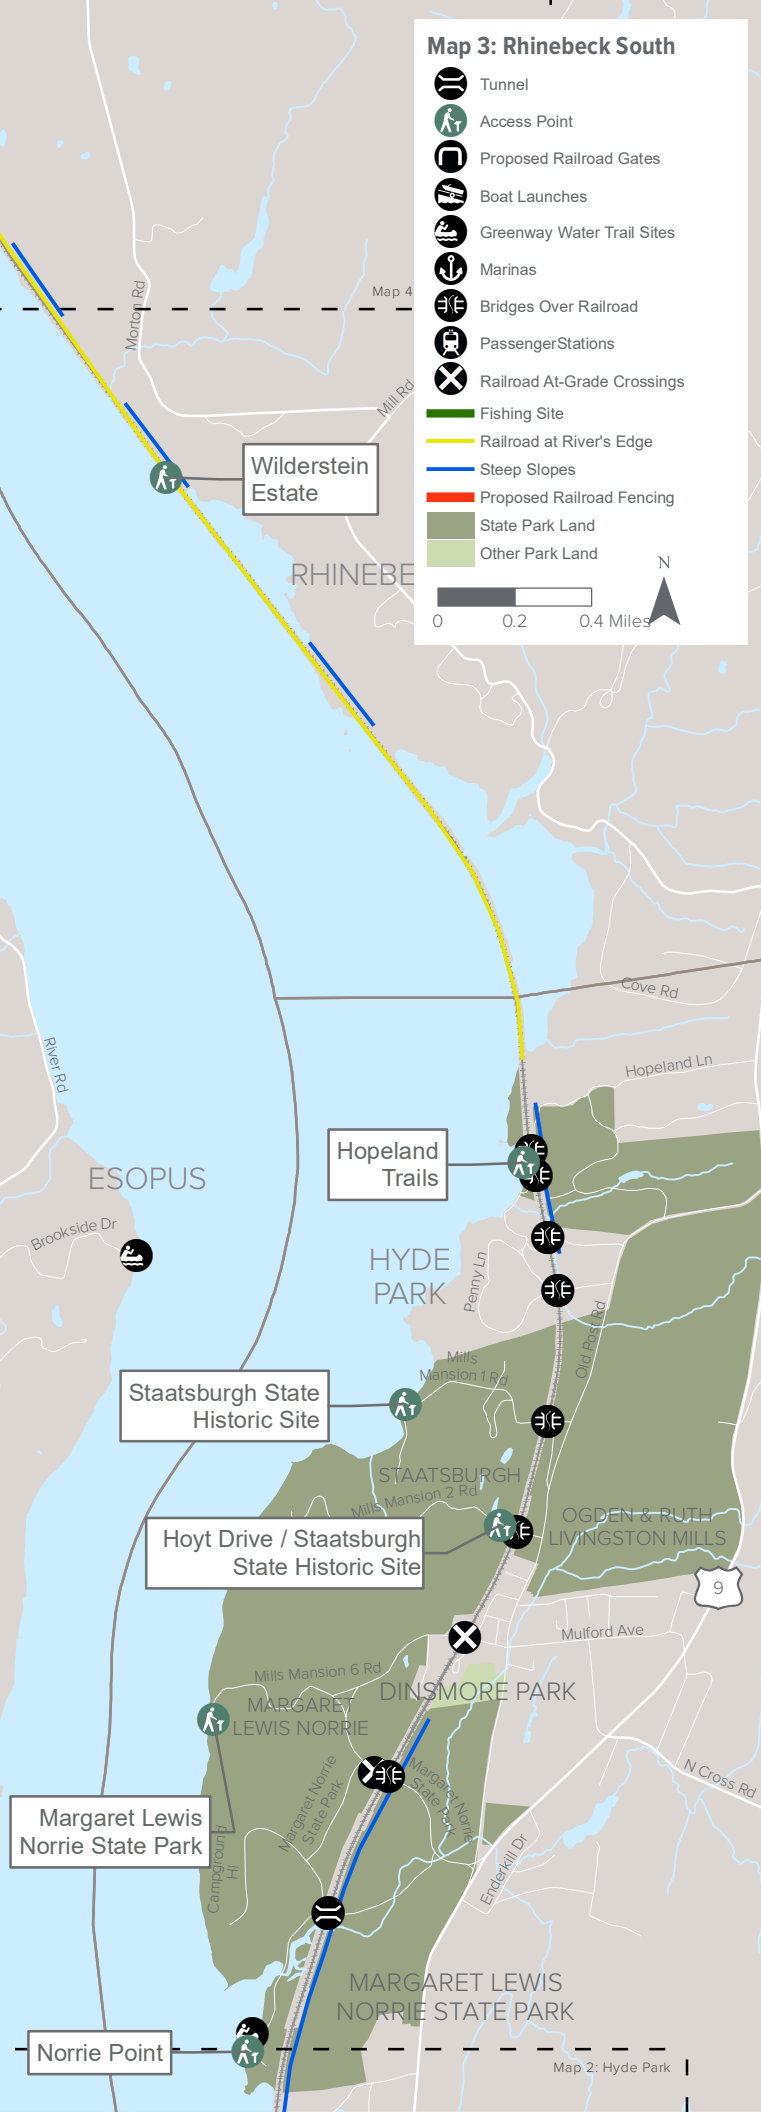 Map 3: Rhinebeck South
Tunnel
Access Point
Proposed Railroad Gates
Boat Launches
Greenway Water Trail Sites
Marinas
Bridges Over Railroad
PassengerStations
Railroad At-Grade Crossings
Fishing Site
Railroad at River's Edge
Steep Slopes
Proposed Railroad Fencing
State Park Land
Other Park Land
N
0 0.2 0.4 Miles
Map 4
Morton Rd
Mill Rd
Wilderstein
Estate
RHINEBE
Cove Rd
River Rd
Hopeland Ln
Hopeland
Trails
ESOPUS
Brookside Dr
HYDE
PARK
Penny Ln
Old Post Rd
Mills
Mansion 1 Rd
Staatsburgh State
Historic Site
STAATSBURGH
Mills Mansion 2 Rd
OGDEN & RUTH
LIVINGSTON MILLS
Hoyt Drive / Staatsburgh
State Historic Site
9
Mulford Ave
Mills Mansion 6 Rd
DINSMORE PARK
MARGARET
LEWIS NORRIE
Margaret Norrie
State Park
Margaret Norrie
State Park
N Cross Rd
Margaret Lewis
Norrie State Park
Campground
Hl
Enderkill Dr
MARGARET LEWIS
NORRIE STATE PARK
Norrie Point
Map 2: Hyde Park